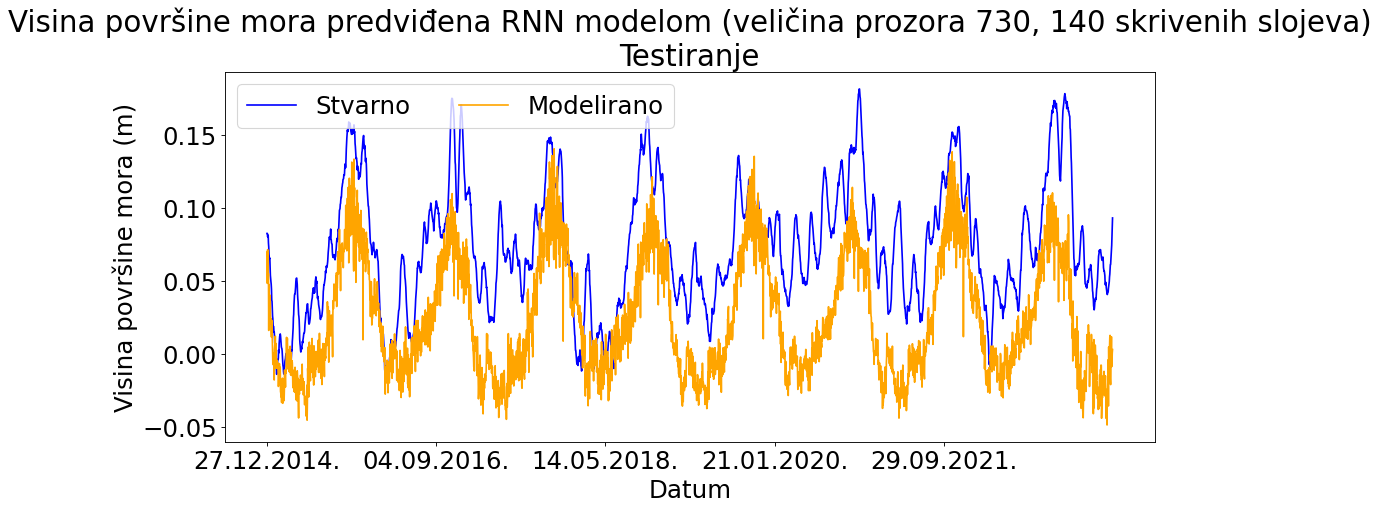 Visina površine mora predviđena RNN modelom (veličina prozora 730, 140 skrivenih slojeva)
Testiranje
Stvarno Modelirano
Visina površine mora (m)
0.15
0.10
0.05
0.00
−0.05
27.12.2014. 04.09.2016. 14.05.2018. 21.01.2020. 29.09.2021.
Datum